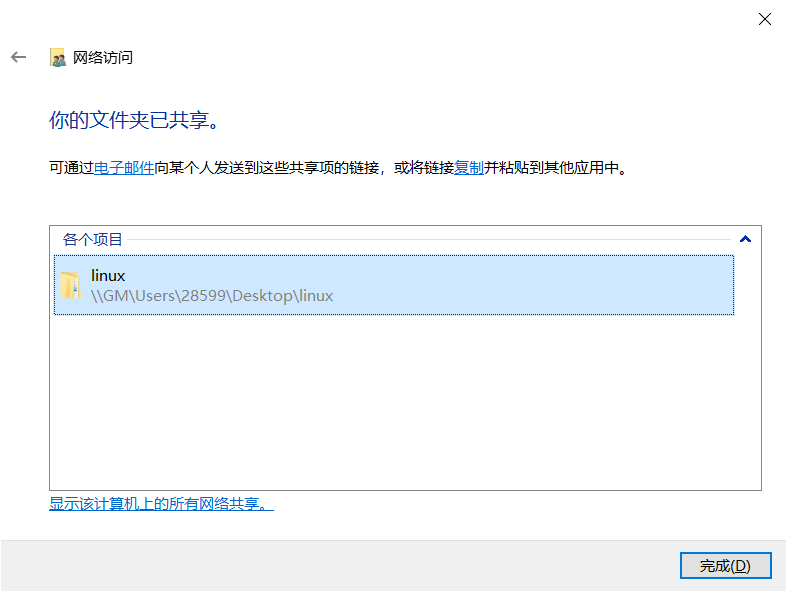 网络访问
你的文件夹已共享。
可通过电子邮件向某个人发送到这些共享项的链接，或将链接复制并粘贴到其他应用中。
各个项目
linux
\\GM\Users\28599\Desktop\linux
显示该计算机上的所有网络共享。
完成(D)